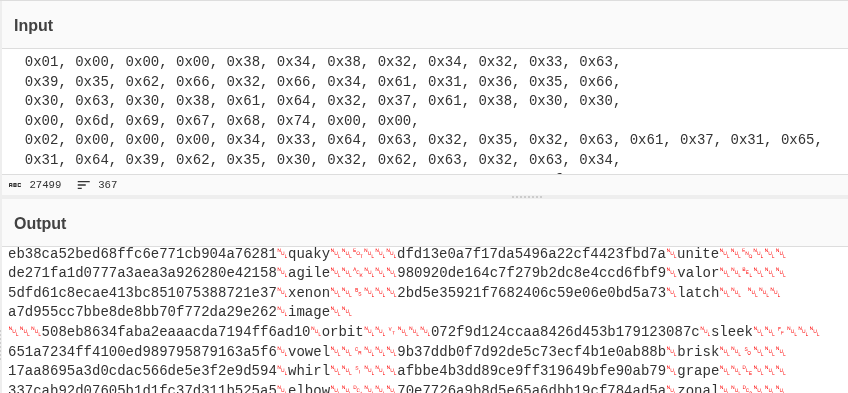 Input
0x01, 0x00, 0x00, 0x00, 0x38, 0x34, 0x38, 0x32, 0x34, 0x32, 0x33, 0x63,
0x39, 0x35, 0x62, 0x66, 0x32, 0x66, 0x34, 0x61, 0x31, 0x36, 0x35, 0x66,
0x30, 0x63, 0x30, 0x38, 0x61, 0x64, 0x32, 0x37, 0x61, 0x38, 0x30, 0x30,
0x00, 0x6d, 0x69, 0x67, 0x68, 0x74, 0x00, 0x00,
0x02, 0x00, 0x00, 0x00, 0x34, 0x33, 0x64, 0x63, 0x32, 0x35, 0x32, 0x63, 0x61, 0x37, 0x31, 0x65,
0x31, 0x64, 0x39, 0x62, 0x35, 0x30, 0x32, 0x62, 0x63, 0x32, 0x63, 0x34,
ABC 27499 367
Output
eb38ca52bed68ffc6e771cb904a76281 quaky dfd13e0a7f17da5496a22cf4423fbd7a unite
de271fa1d0777a3aea3a926280e42158 agile 980920de164c7f279b2dc8e4ccd6fbf9 valor
5dfd61c8ecae413bc851075388721e37 xenon 2bd5e35921f7682406c59e06e0bd5a73 latch
a7d955cc7bbe8de8bb70f772da29e262 image
508eb8634faba2eaaacda7194ff6ad10 orbit 072f9d124ccaa8426d453b179123087c sleek
651a7234ff4100ed989795879163a5f6 vowel 9b37ddb0f7d92de5c73ecf4b1e0ab88b brisk
17aa8695a3d0cdac566de5e3f2e9d594 whirl afbbe4b3dd89ce9ff319649bfe90ab79 grape
337cab92d07605b1d1fc37d311b525a5 elbow 70e7726a9b8d5e65a6dbb19cf784ad5a zonal